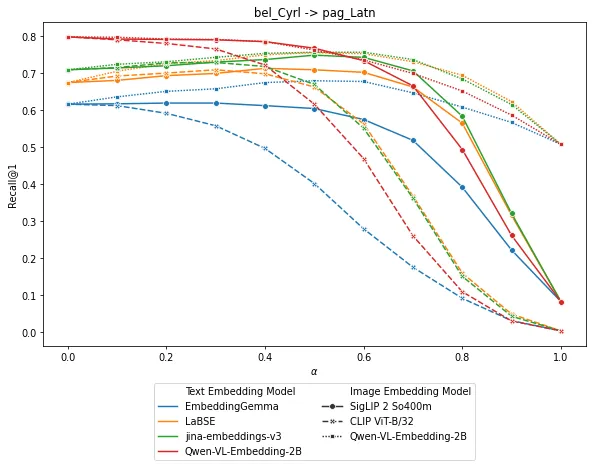 bel_Cyrl -> pag_Latn
Recall@1
0.8
0.7
0.6
0.5
0.4
0.3
0.2
0.1
0.0
0.0
0.2
0.4
0.6
0.8
1.0
α
Text Embedding Model
EmbeddingGemma
LaBSE
jina-embeddings-v3
Qwen-VL-Embedding-2B
Image Embedding Model
SigLIP 2 So400m
CLIP ViT-B/32
Qwen-VL-Embedding-2B